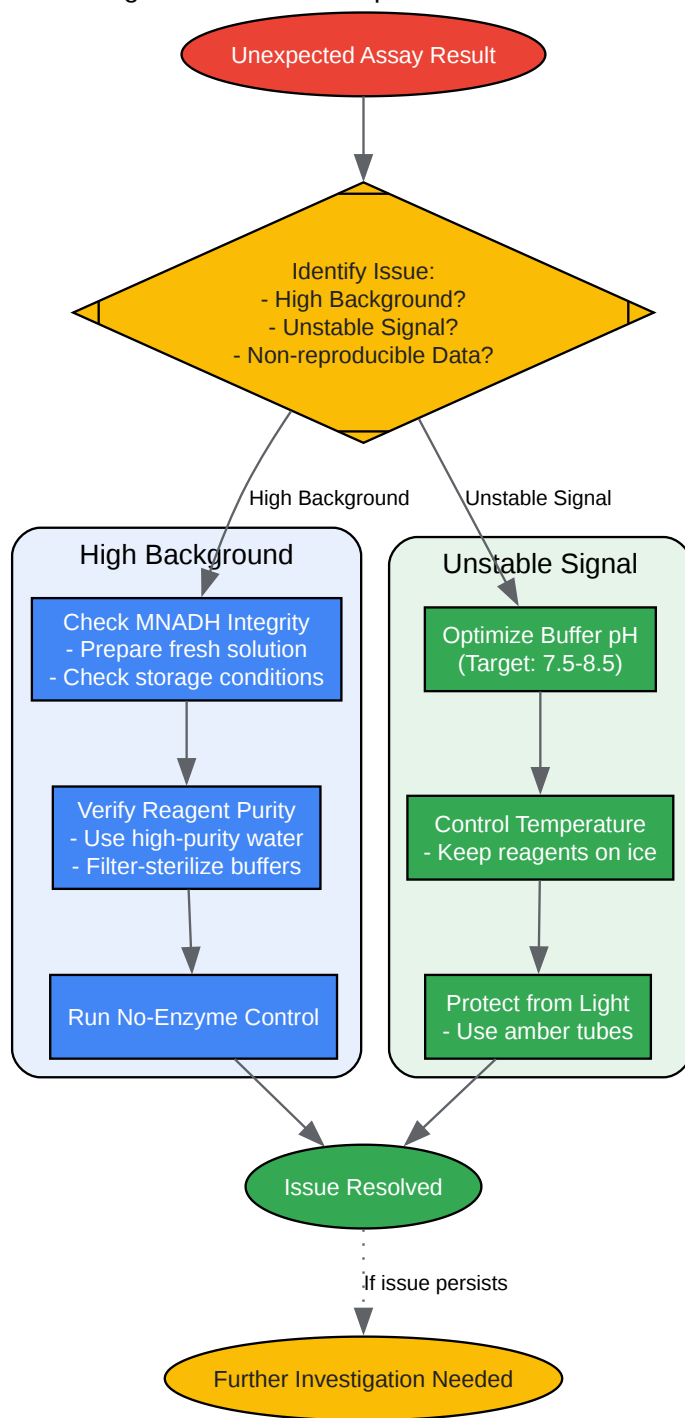 Unexpected Assay Result
Identify Issue:
- High Background?
- Unstable Signal?
- Non-reproducible Data?
High Background
Unstable Signal
High Background
Check MNADH Integrity
- Prepare fresh solution
- Check storage conditions
Verify Reagent Purity
- Use high-purity water
- Filter-sterilize buffers
Run No-Enzyme Control
Unstable Signal
Optimize Buffer pH
(Target: 7.5-8.5)
Control Temperature
- Keep reagents on ice
Protect from Light
- Use amber tubes
Issue Resolved
If issue persists
Further Investigation Needed